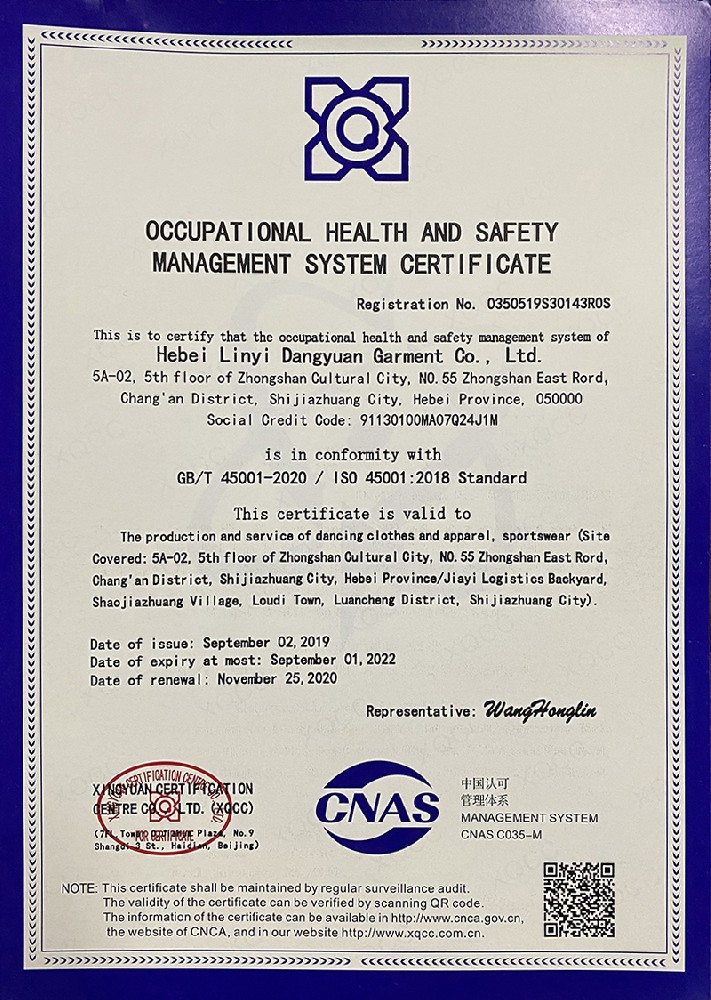 OCCUPATIONAL HEALTH AND SAFETY
MANAGEMENT SYSTEM CERTIFICATE
Registration No. 0350519S30143R0S
This is to certify that the occupational health and safety management system of
Hebei Linyi Dangyuan Garment Co., Ltd.
5A-02, 5th floor of Zhongshan Cultural City, NO.55 Zhongshan East Rord,
Chang'an District, Shijiazhuang City, Hebei Province, 050000
Social Credit Code: 91130100MA07Q24J1M
is in conformity with
GB/T 45001-2020 / ISO 45001:2018 Standard
This certificate is valid to
The production and service of dancing clothes and apparel, sportswear (Site
Covered: 5A-02, 5th floor of Zhongshan Cultural City, NO.55 Zhongshan East Rord,
Chang'an District, Shijiazhuang City, Hebei Province/Jiayi Logistics Backyard,
Shaojiazhuang Village, Loudi Town, Luancheng District, Shijiazhuang City).
Date of issue: September 02,2019
Date of expiry at most: September 01,2022
Date of renewal: November 25,2020
Representative: WangHonglin
XINGYUAN CERTIFICATION
CENTRE CO., LTD. (XQCC)
Plaza, No.9
Shangdi 3 St., Haidian, Beijing)
FOR CERTIFICATE
CNAS
中国认可
管理体系
MANAGEMENT SYSTEM
CNAS C035-M
NOTE: This certificate shall be maintained by regular surveillance audit.
The validity of the certificate can be verified by scanning QR code.
The information of the certificate can be available in http://www.cnca.gov.cn,
the website of CNCA, and in our website http://www.xqcc.com.cn.